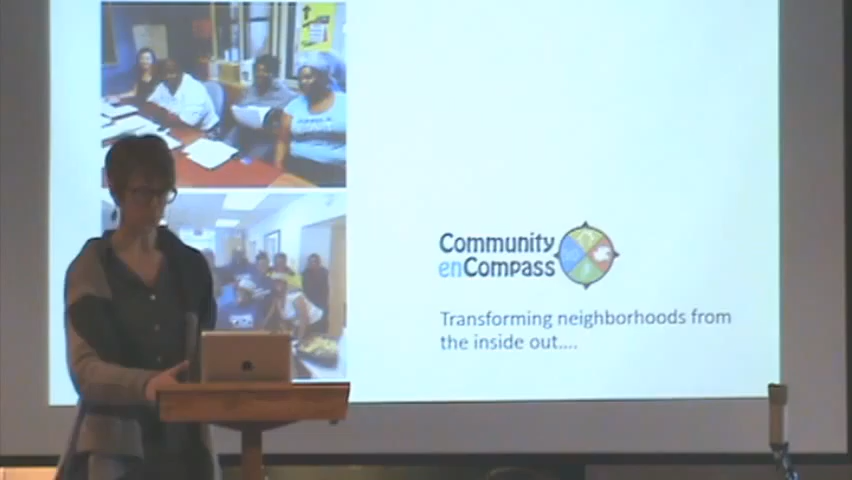 Community
enCompass
Transforming neighborhoods from
the inside out....